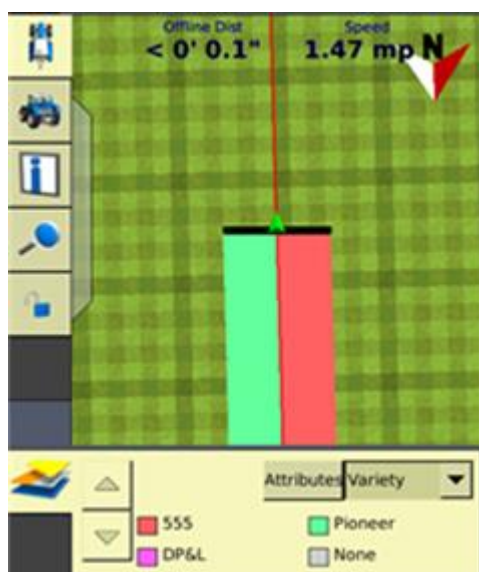 Offline Dist
Speed
< 0' 0.1"
1.47 mp
N
Attributes
Variety
555
Pioneer
DP&L
None